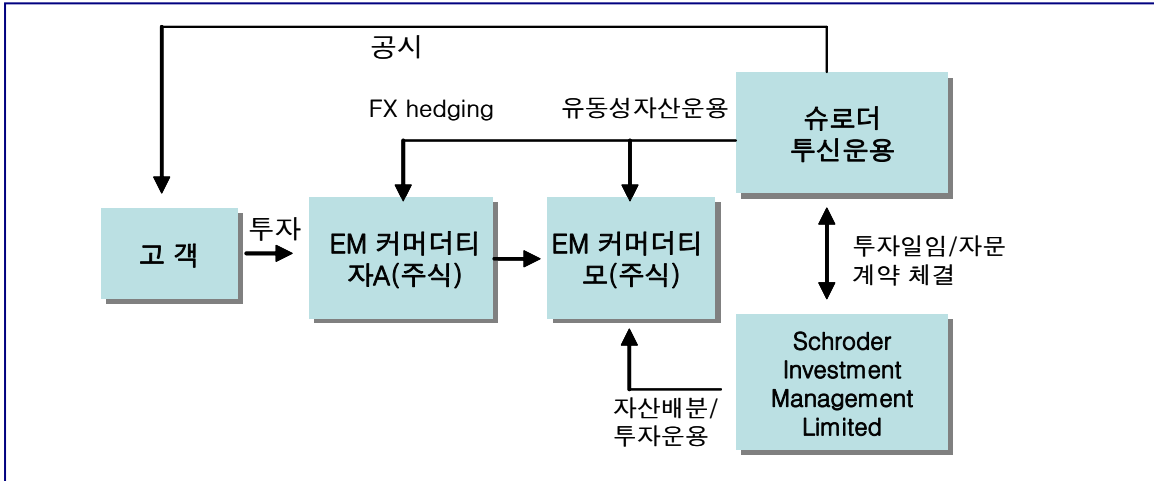 공시
FX hedging
유동성자산운용
슈로더
투신운용
고 객
투자
EM 커머더티
자A(주식)
EM 커머더티
모(주식)
투자일임/자문
계약 체결
Schroder
Investment
Management
Limited
자산배분/
투자운용